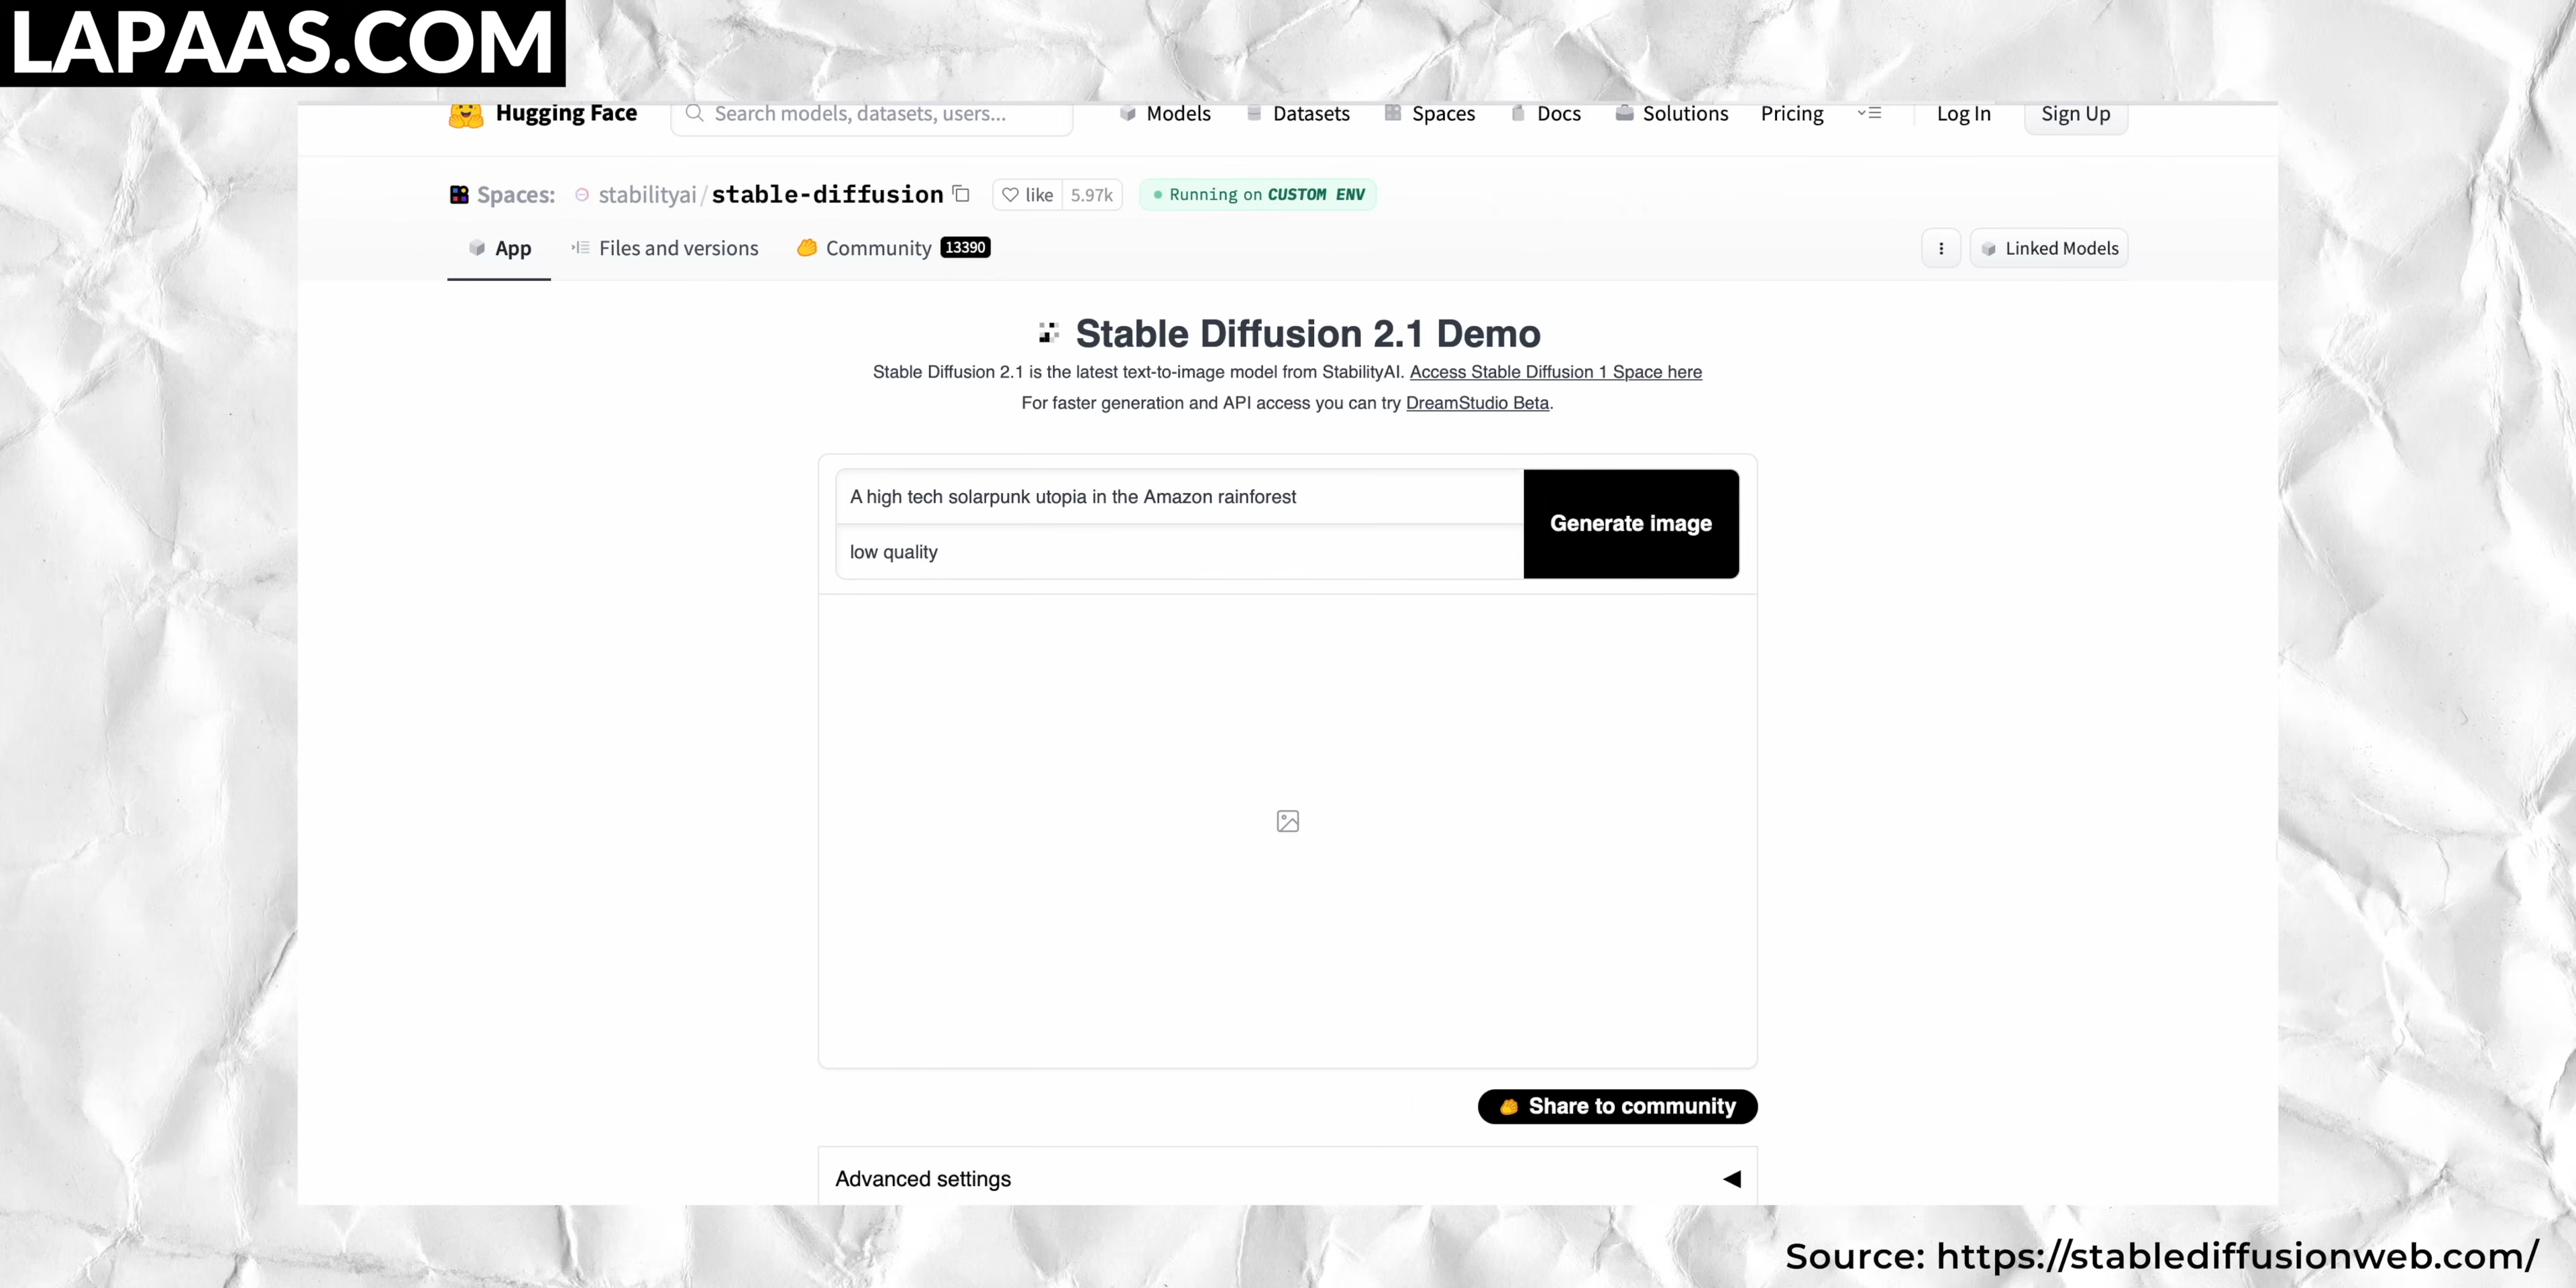 LAPAAS.COM
Hugging Face Search models, datasets, users... Models Datasets Spaces Docs Solutions Pricing Log In Sign Up
Spaces: stabilityai/stable-diffusion like 5.97k Running on CUSTOM ENV
App Files and versions Community 13390 Linked Models
Stable Diffusion 2.1 Demo
Stable Diffusion 2.1 is the latest text-to-image model from StabilityAI. Access Stable Diffusion 1 Space here
For faster generation and API access you can try DreamStudio Beta.
A high tech solarpunk utopia in the Amazon rainforest
Generate image
low quality
Share to community
Advanced settings
Source: https://stablediffusionweb.com/